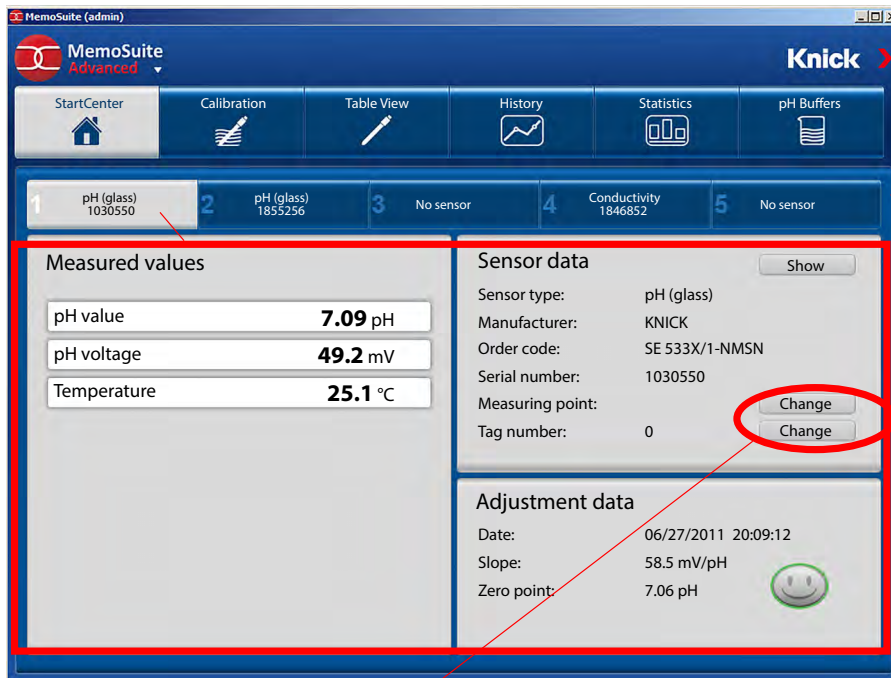 MemoSuite (admin)
MemoSuite
Advanced
Knick
StartCenter
Calibration
Table View
History
Statistics
pH Buffers
1 pH (glass)
1030550
2 pH (glass)
1855256
3 No sensor
4 Conductivity
1846852
5 No sensor
Measured values
pH value 7.09 pH
pH voltage 49.2 mV
Temperature 25.1 °C
Sensor data Show
Sensor type: pH (glass)
Manufacturer: KNICK
Order code: SE 533X/1-NMSN
Serial number: 1030550
Measuring point: Change
Tag number: 0 Change
Adjustment data
Date: 06/27/2011 20:09:12
Slope: 58.5 mV/pH
Zero point: 7.06 pH